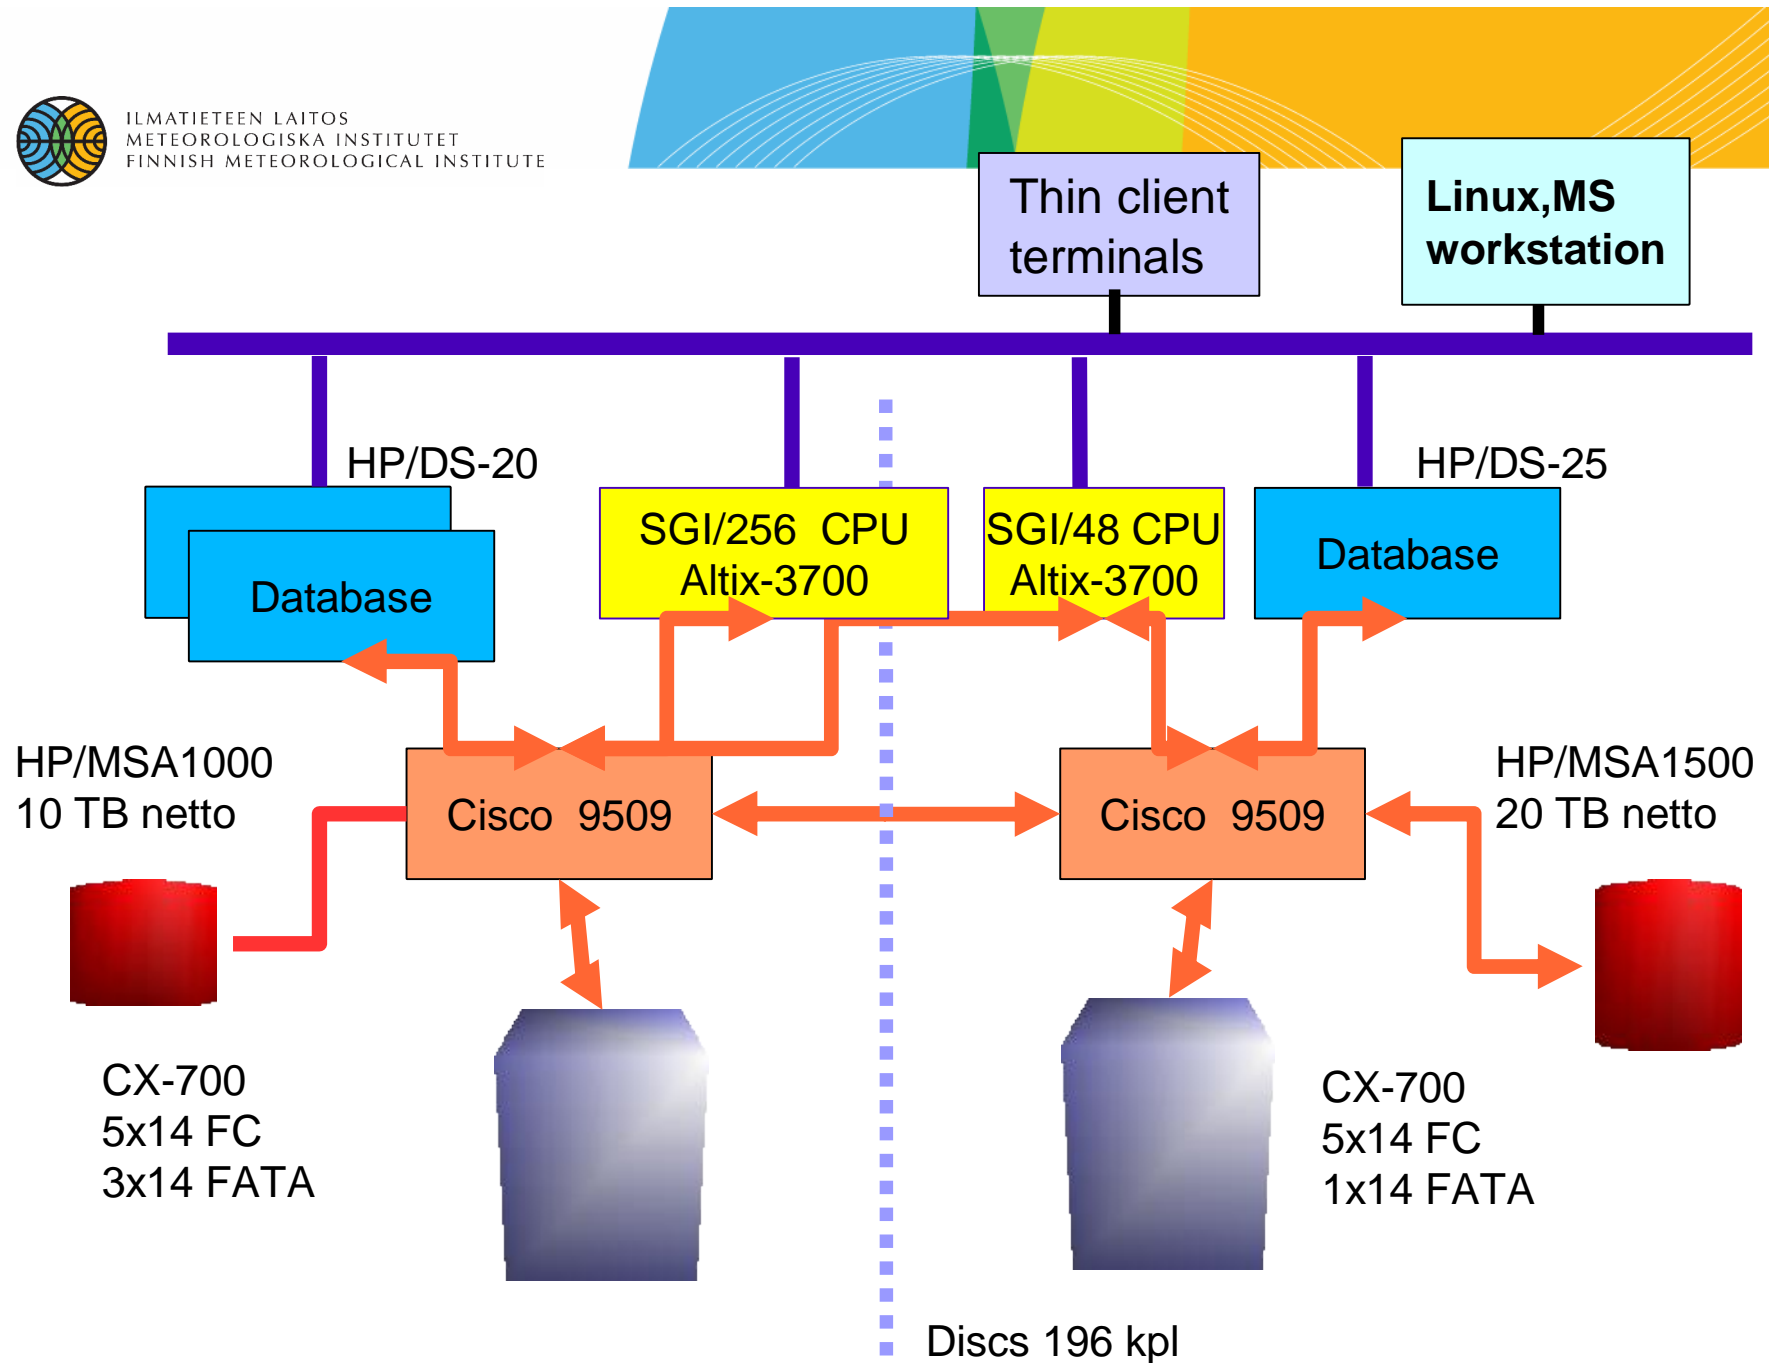 ILMATIETEEN LAITOS
METEOROLOGISKA INSTITUTET
FINNISH METEOROLOGICAL INSTITUTE
Thin client
terminals
Linux,MS
workstation
HP/DS-20
HP/DS-25
Database
SGI/256 CPU
Altix-3700
SGI/48 CPU
Altix-3700
Database
HP/MSA1000
10 TB netto
Cisco 9509
Cisco 9509
HP/MSA1500
20 TB netto
CX-700
5x14 FC
3x14 FATA
CX-700
5x14 FC
1x14 FATA
Discs 196 kpl